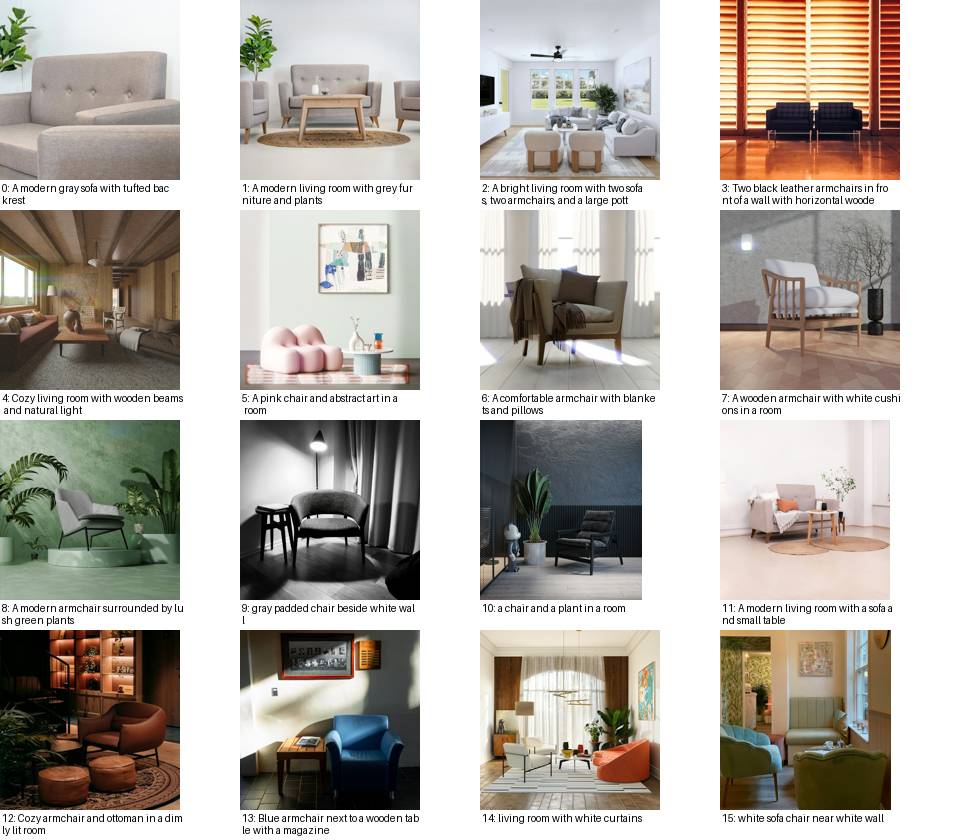 0: A modern gray sofa with tufted bac
krest
1: A modern living room with grey fur
niture and plants
2: A bright living room with two sofa
s, two armchairs, and a large pott
3: Two black leather armchairs in fro
nt of a wall with horizontal woode
4: Cozy living room with wooden beams
and natural light
5: A pink chair and abstract art in a
room
6: A comfortable armchair with blanke
ts and pillows
7: A wooden armchair with white cushi
ons in a room
8: A modern armchair surrounded by lu
sh green plants
9: gray padded chair beside white wal
l
10: a chair and a plant in a room
11: A modern living room with a sofa a
nd small table
12: Cozy armchair and ottoman in a dim
ly lit room
13: Blue armchair next to a wooden tab
le with a magazine
14: living room with white curtains
15: white sofa chair near white wall